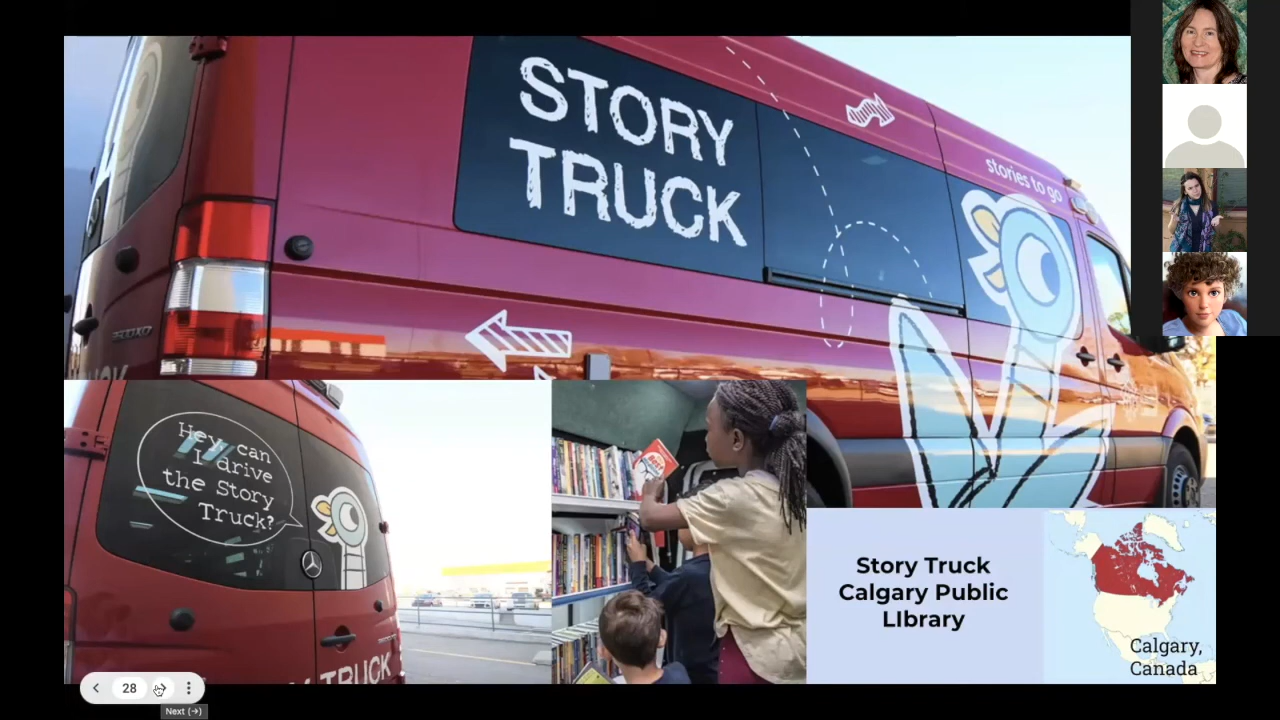 STORY
TRUCK
stories to go
Hey, can
I drive
the Story
Truck?
TRUCK
Story Truck
Calgary Public
LIbrary
Calgary,
Canada
28
Next (→)